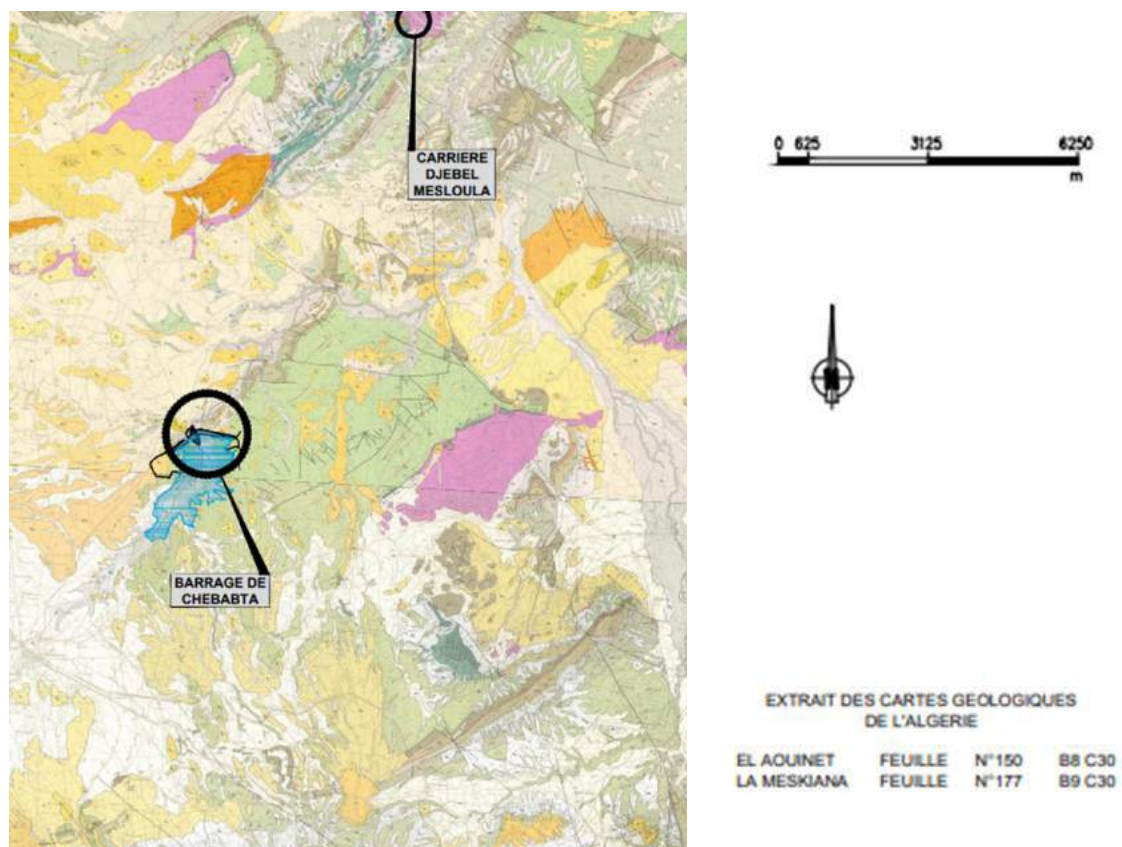 CARRIERE
DJEBEL
MESLOULA
BARRAGE DE
CHEBABTA
0 625 3125 6250
m
EXTRAIT DES CARTES GEOLOGIQUES
DE L'ALGERIE
EL AOUINET FEUILLE N°150 B8 C30
LA MESKIANA FEUILLE N°177 B9 C30